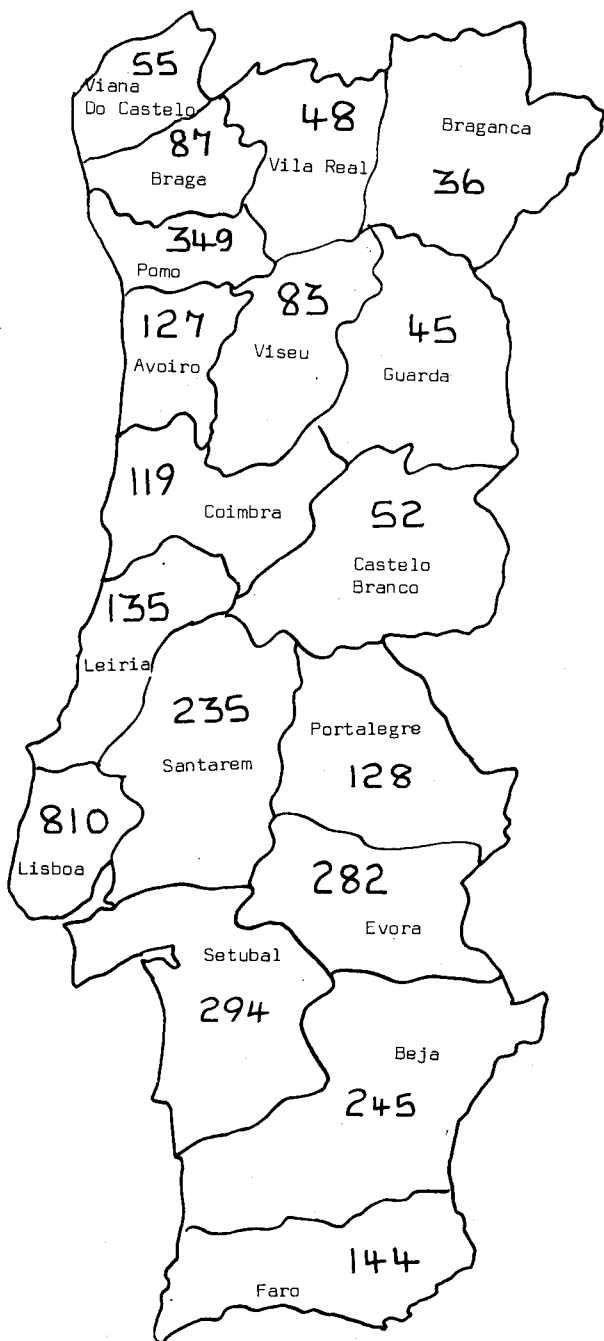 55
Viana
Do Castelo
48
Braganca
87
Vila Real
Braga
36
349
Pomo
83
127
45
Viseu
Avoiro
Guarda
119
Coimbra
52
Castelo
Branco
135
Leiria
235
Portalegre
Santarem
128
810
Lisboa
282
Evora
Setubal
294
Beja
245
144
Faro